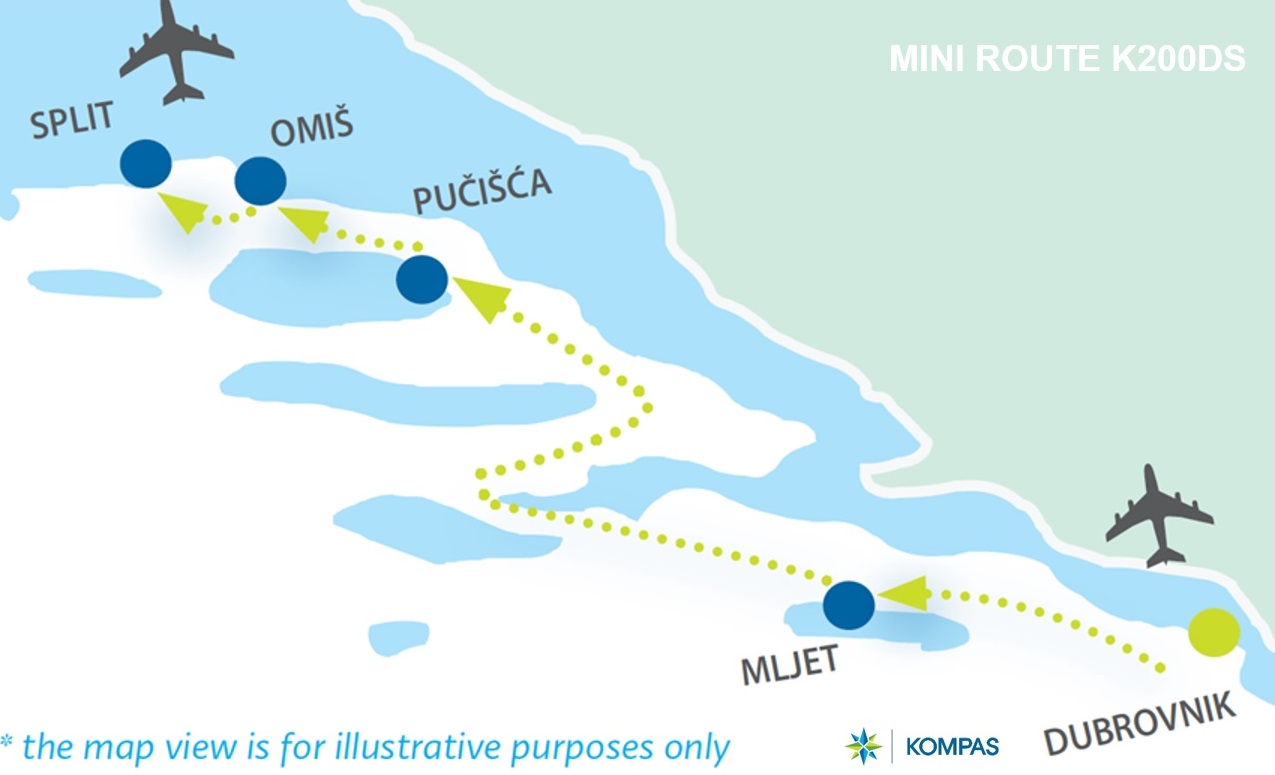 MINI ROUTE K200DS
SPLIT
OMIŠ
PUČIŠĆA
MLJET
DUBROVNIK
* the map view is for illustrative purposes only
KOMPAS